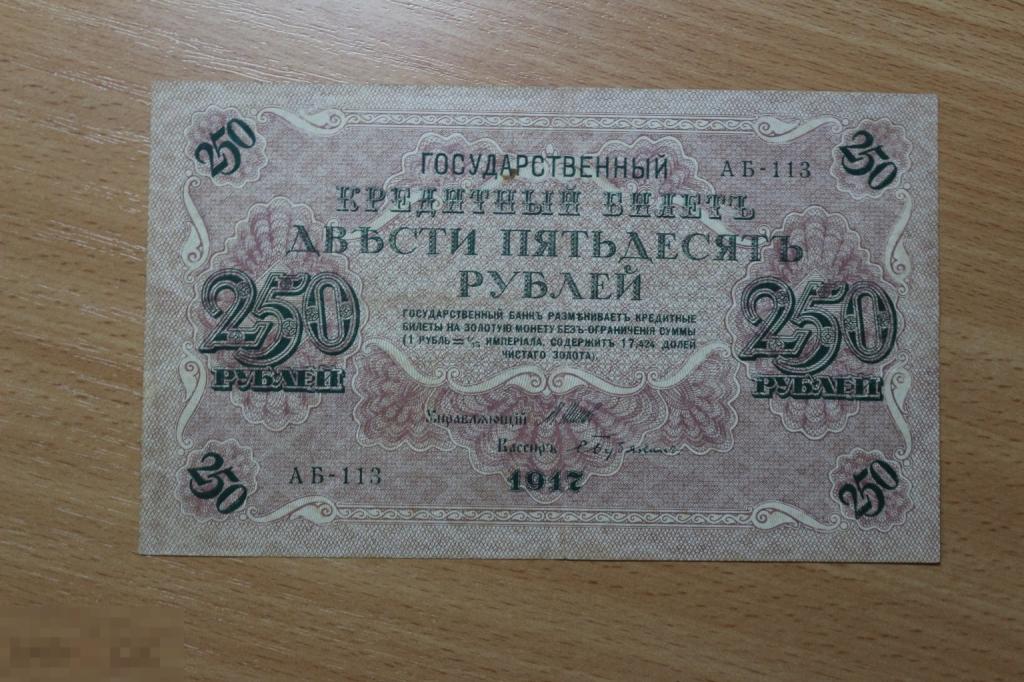 250
250
ГОСУДАРСТВЕННЫЙ АБ-113
КРЕДИТНЫЙ БИЛЕТЪ
ДВѢСТИ ПЯТЬДЕСЯТЪ
РУБЛЕЙ
250
РУБЛЕЙ
250
РУБЛЕЙ
ГОСУДАРСТВЕННЫЙ БАНКЪ РАЗМѢНИВАЕТЪ КРЕДИТНЫЕ
БИЛЕТЫ НА ЗОЛОТУЮ МОНЕТУ БЕЗЪ ОГРАНИЧЕНІЯ СУММЫ
(1 РУБЛЬ = 1/15 ИМПЕРІАЛА, СОДЕРЖИТЪ 17,424 ДОЛЕЙ
ЧИСТАГО ЗОЛОТА).
Управляющій
Кассиръ
АБ-113
1917
250
250